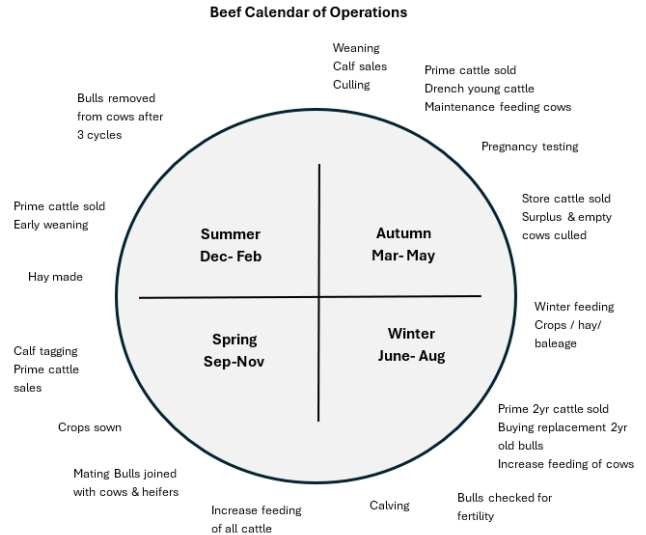 Beef Calendar of Operations
Weaning
Calf sales
Culling
Prime cattle sold
Drench young cattle
Maintenance feeding cows
Pregnancy testing
Store cattle sold
Surplus & empty
cows culled
Winter feeding
Crops / hay/
baleage
Prime 2yr cattle sold
Buying replacement 2yr
old bulls
Increase feeding of cows
Bulls checked for
fertility
Calving
Increase feeding
of all cattle
Mating Bulls joined
with cows & heifers
Crops sown
Calf tagging
Prime cattle
sales
Hay made
Prime cattle sold
Early weaning
Bulls removed
from cows after
3 cycles
Summer
Dec- Feb
Autumn
Mar- May
Spring
Sep-Nov
Winter
June- Aug